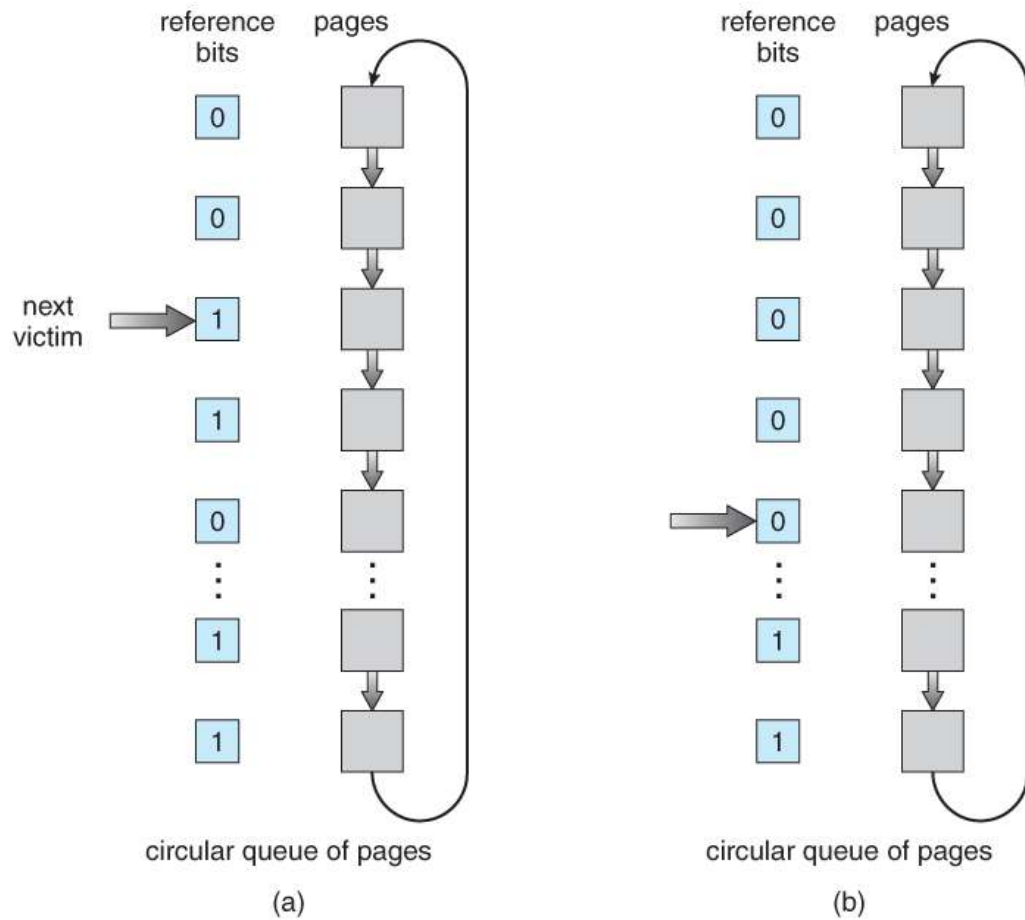 reference pages
bits
0
0
next
victim
1
1
0
1
1
circular queue of pages
(a)
reference pages
bits
0
0
0
0
0
1
1
circular queue of pages
(b)